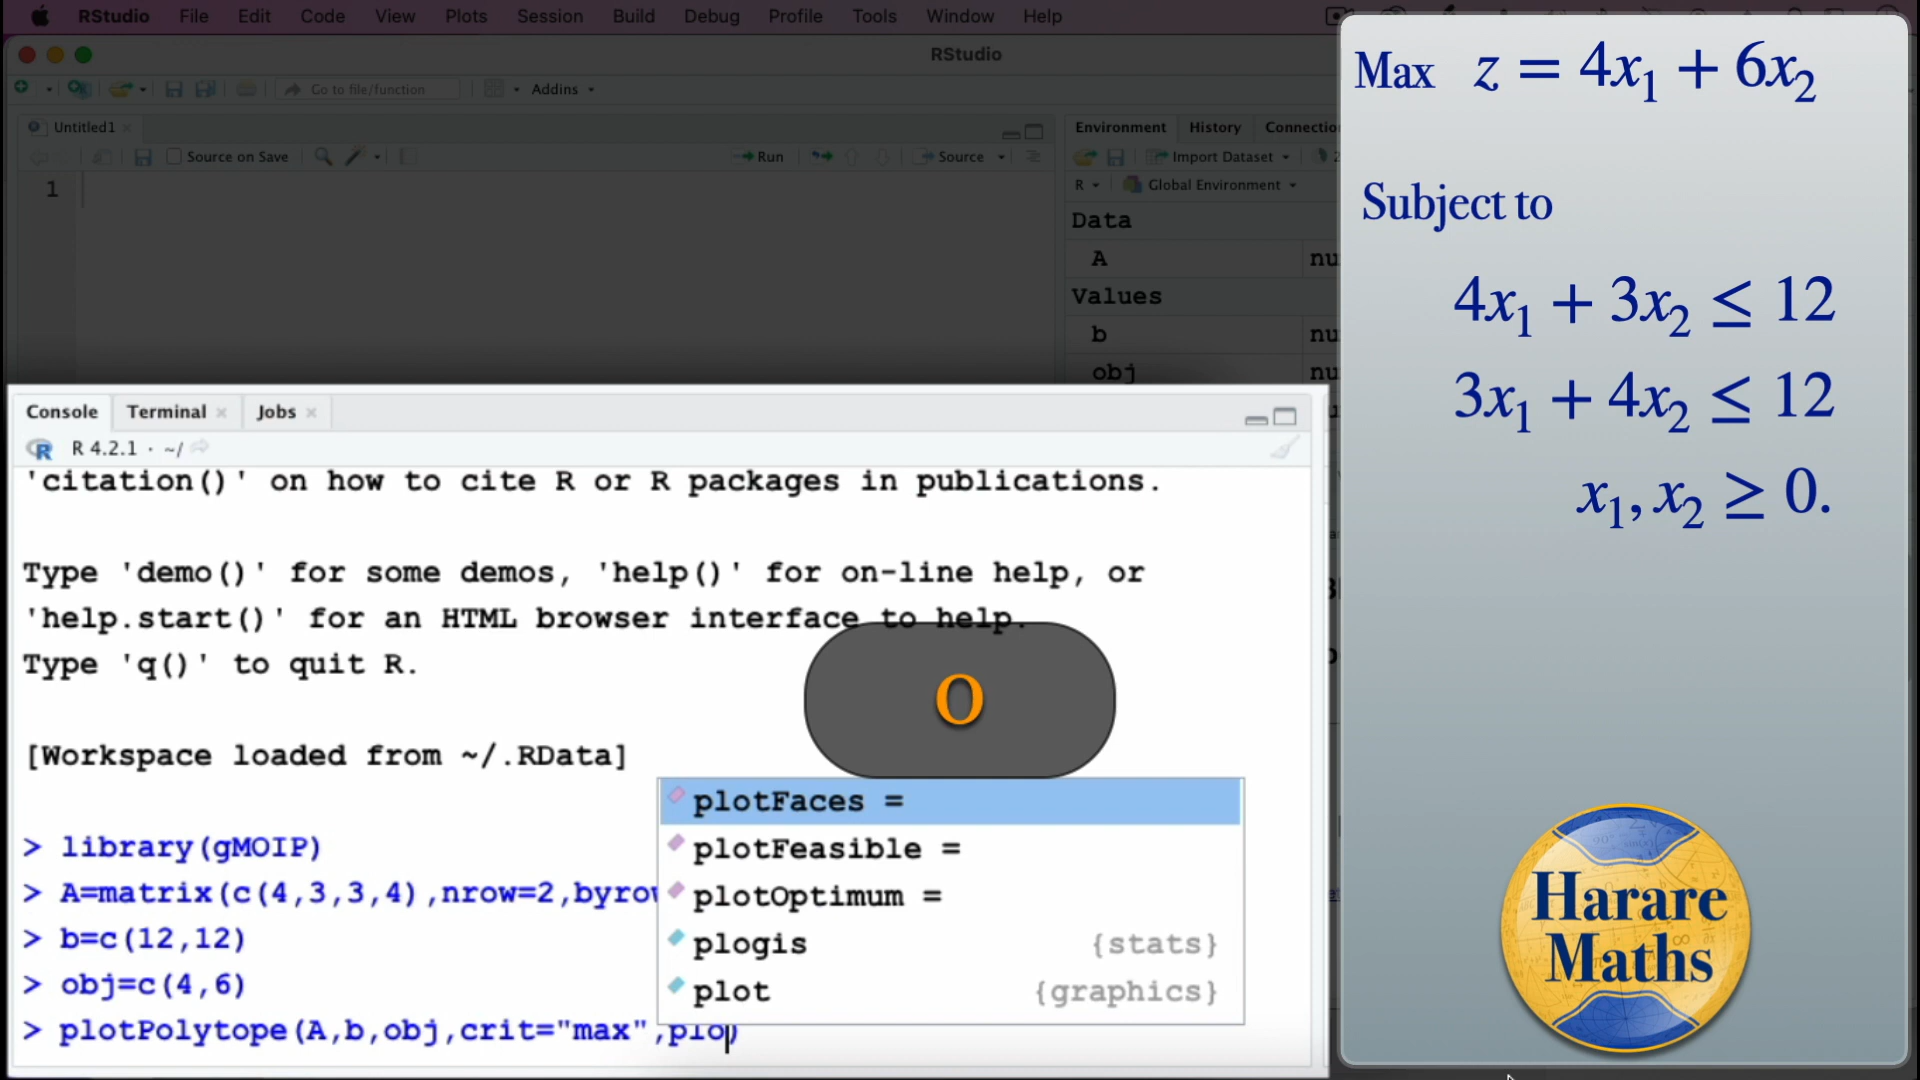 RStudio File Edit Code View Plots Session Build Debug Profile Tools Window Help
RStudio
Go to file/function Addins
Untitled1
Source on Save Run Source
1
Environment History Connectio
Import Dataset
R Global Environment
Data
A nu
Values
b nu
obj nu
Console Terminal Jobs
R 4.2.1 · ~/
'citation()' on how to cite R or R packages in publications.
Type 'demo()' for some demos, 'help()' for on-line help, or
'help.start()' for an HTML browser interface to help.
Type 'q()' to quit R.
[Workspace loaded from ~/.RData]
> library(gMOIP)
> A=matrix(c(4,3,3,4),nrow=2,byrow
> b=c(12,12)
> obj=c(4,6)
> plotPolytope(A,b,obj,crit="max",plo)
plotFaces =
plotFeasible =
plotOptimum =
plogis {stats}
plot {graphics}
O
Max z = 4x₁ + 6x₂
Subject to
4x₁ + 3x₂ ≤ 12
3x₁ + 4x₂ ≤ 12
x₁, x₂ ≥ 0.
Harare
Maths